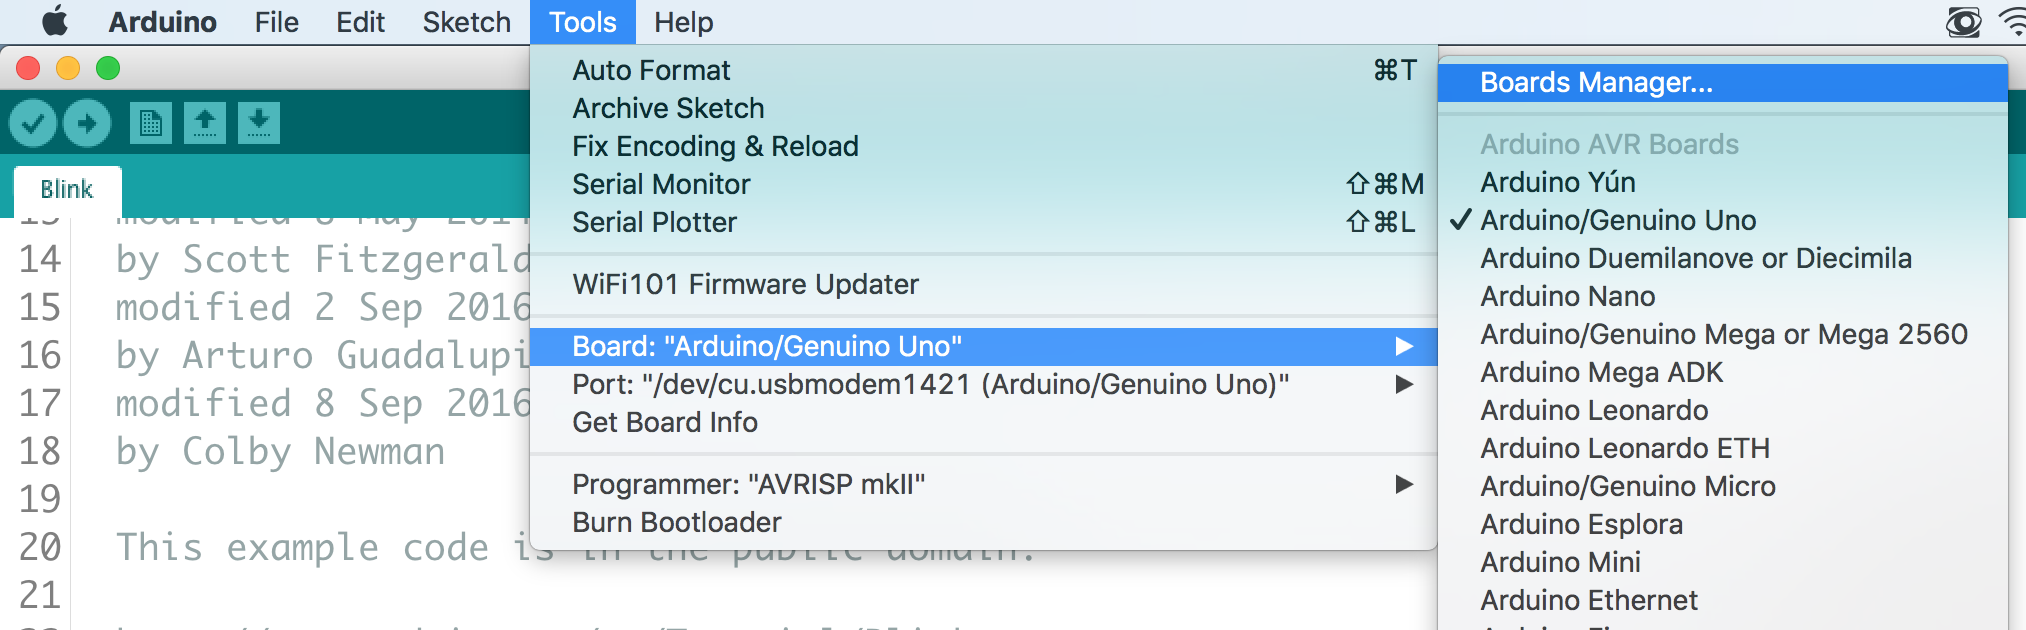 Arduino File Edit Sketch Tools Help
Auto Format ⌘T
Archive Sketch
Fix Encoding & Reload
Serial Monitor ⇧⌘M
Serial Plotter ⇧⌘L
WiFi101 Firmware Updater
Board: "Arduino/Genuino Uno"
Port: "/dev/cu.usbmodem1421 (Arduino/Genuino Uno)"
Get Board Info
Programmer: "AVRISP mkII"
Burn Bootloader
Boards Manager...
Arduino AVR Boards
Arduino Yún
✓ Arduino/Genuino Uno
Arduino Duemilanove or Diecimila
Arduino Nano
Arduino/Genuino Mega or Mega 2560
Arduino Mega ADK
Arduino Leonardo
Arduino Leonardo ETH
Arduino/Genuino Micro
Arduino Esplora
Arduino Mini
Arduino Ethernet
Blink
14 by Scott Fitzgerald
15 modified 2 Sep 2016
16 by Arturo Guadalupi
17 modified 8 Sep 2016
18 by Colby Newman
19
20 This example code is in the public domain.
21